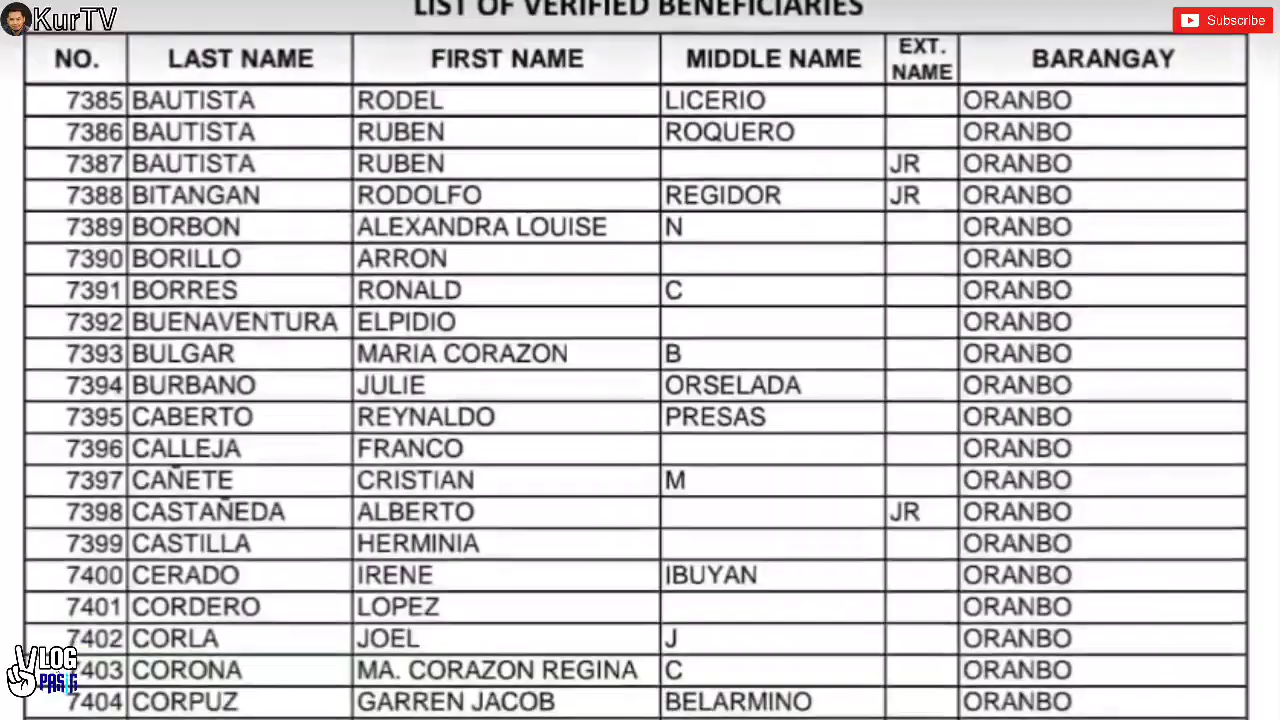 KurTV
Subscribe
LIST OF VERIFIED BENEFICIARIES
NO. LAST NAME FIRST NAME MIDDLE NAME EXT. NAME BARANGAY
7385 BAUTISTA RODEL LICERIO ORANBO
7386 BAUTISTA RUBEN ROQUERO ORANBO
7387 BAUTISTA RUBEN JR ORANBO
7388 BITANGAN RODOLFO REGIDOR JR ORANBO
7389 BORBON ALEXANDRA LOUISE N ORANBO
7390 BORILLO ARRON ORANBO
7391 BORRES RONALD C ORANBO
7392 BUENAVENTURA ELPIDIO ORANBO
7393 BULGAR MARIA CORAZON B ORANBO
7394 BURBANO JULIE ORSELADA ORANBO
7395 CABERTO REYNALDO PRESAS ORANBO
7396 CALLEJA FRANCO ORANBO
7397 CAÑETE CRISTIAN M ORANBO
7398 CASTAÑEDA ALBERTO JR ORANBO
7399 CASTILLA HERMINIA ORANBO
7400 CERADO IRENE IBUYAN ORANBO
7401 CORDERO LOPEZ ORANBO
7402 CORLA JOEL J ORANBO
7403 CORONA MA. CORAZON REGINA C ORANBO
7404 CORPUZ GARREN JACOB BELARMINO ORANBO
VLOG
PASIG